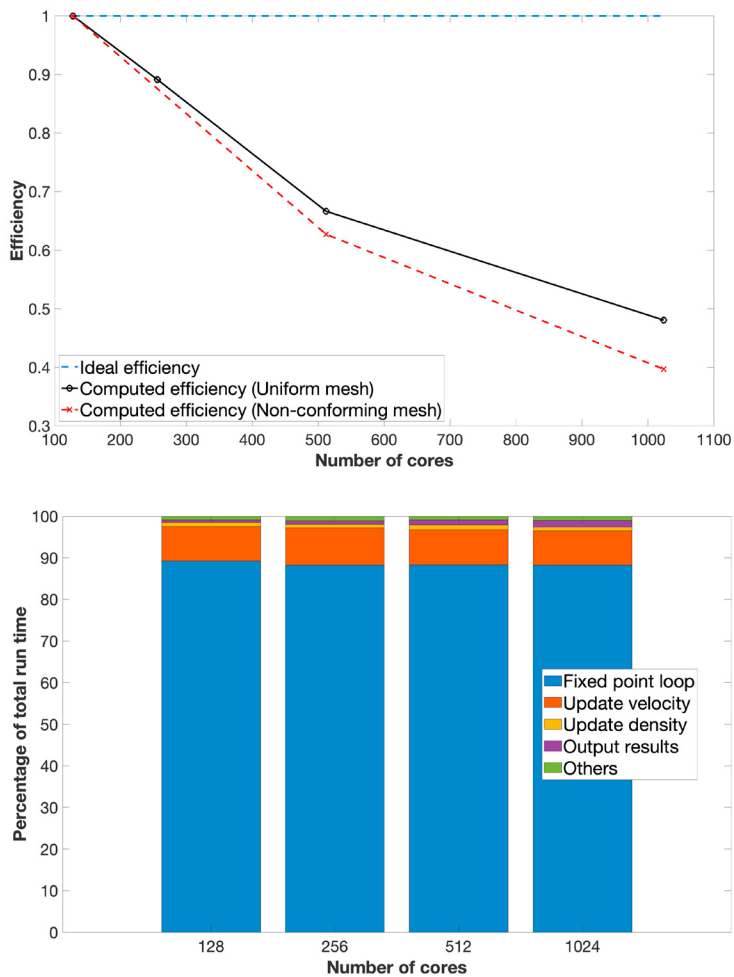 1
0.9
0.8
0.7
0.6
0.5
0.4
0.3
Efficiency
Ideal efficiency
Computed efficiency (Uniform mesh)
Computed efficiency (Non-conforming mesh)
100 200 300 400 500 600 700 800 900 1000 1100
Number of cores
100
90
80
70
60
50
40
30
20
10
0
Percentage of total run time
Fixed point loop
Update velocity
Update density
Output results
Others
128 256 512 1024
Number of cores